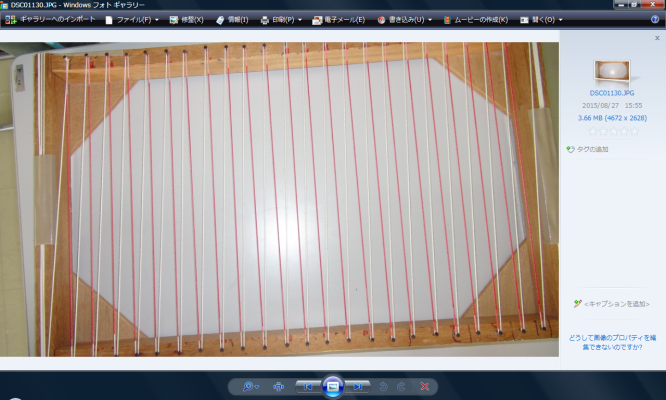 DSC01130.JPG - Windows フォト ギャラリー
ギャラリーへのインポート ファイル(F) 修整(X) 情報(I) 印刷(P) 電子メール(E) 書き込み(U) ムービーの作成(K) 開く(O)
DSC01130.JPG
2015/08/27 15:55
3.66 MB (4672 x 2628)
タグの追加
<キャプションを追加>
どうして画像のプロパティを編
集できないのですか?